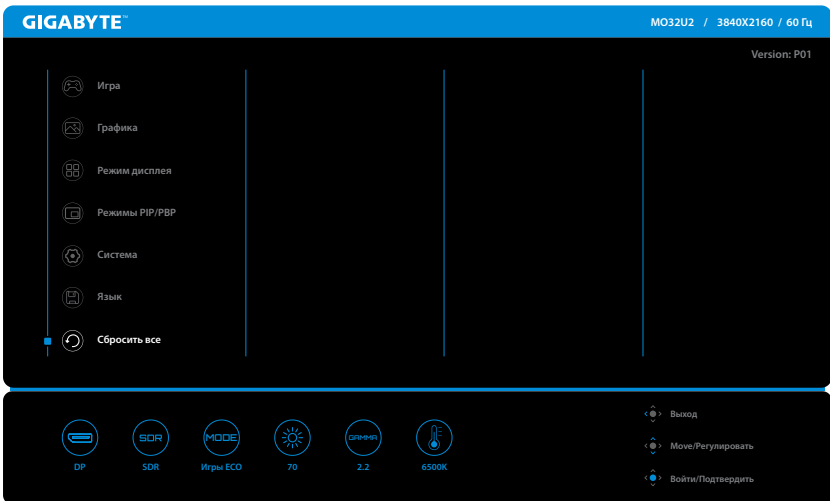 GIGABYTE™
MO32U2 / 3840X2160 / 60 Гц
Version: P01
Игра
Графика
Режим дисплея
Режимы PIP/PBP
Система
Язык
Сбросить все
SDR
MODE
GAMMA
DP
SDR
Игры ECO
70
2.2
6500K
Выход
Move/Регулировать
Войти/Подтвердить